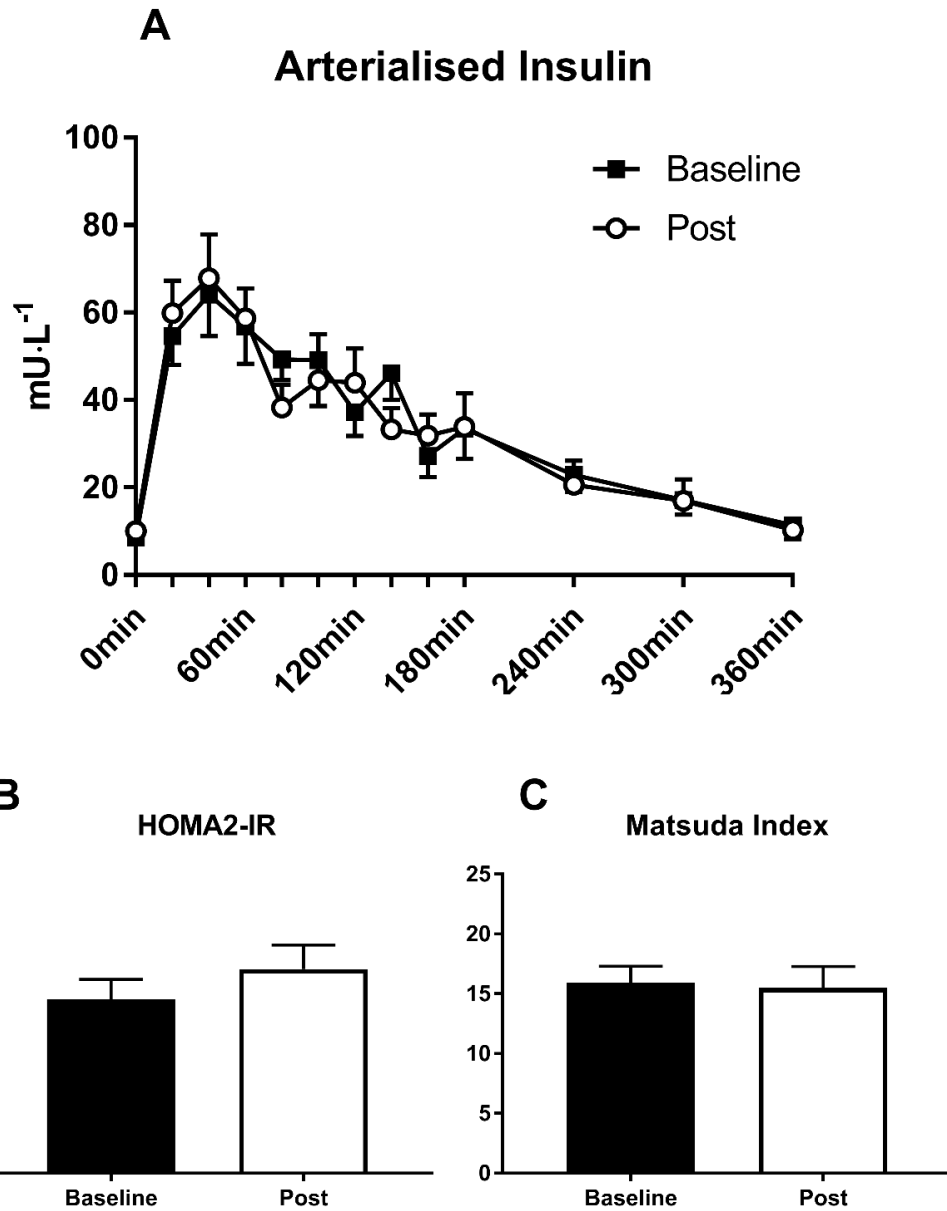 A
Arterialised Insulin
100
80
60
40
20
0
mU·L⁻¹
Baseline
Post
0min
60min
120min
180min
240min
300min
360min
B
HOMA2-IR
Baseline
Post
C
Matsuda Index
25
20
15
10
5
0
Baseline
Post